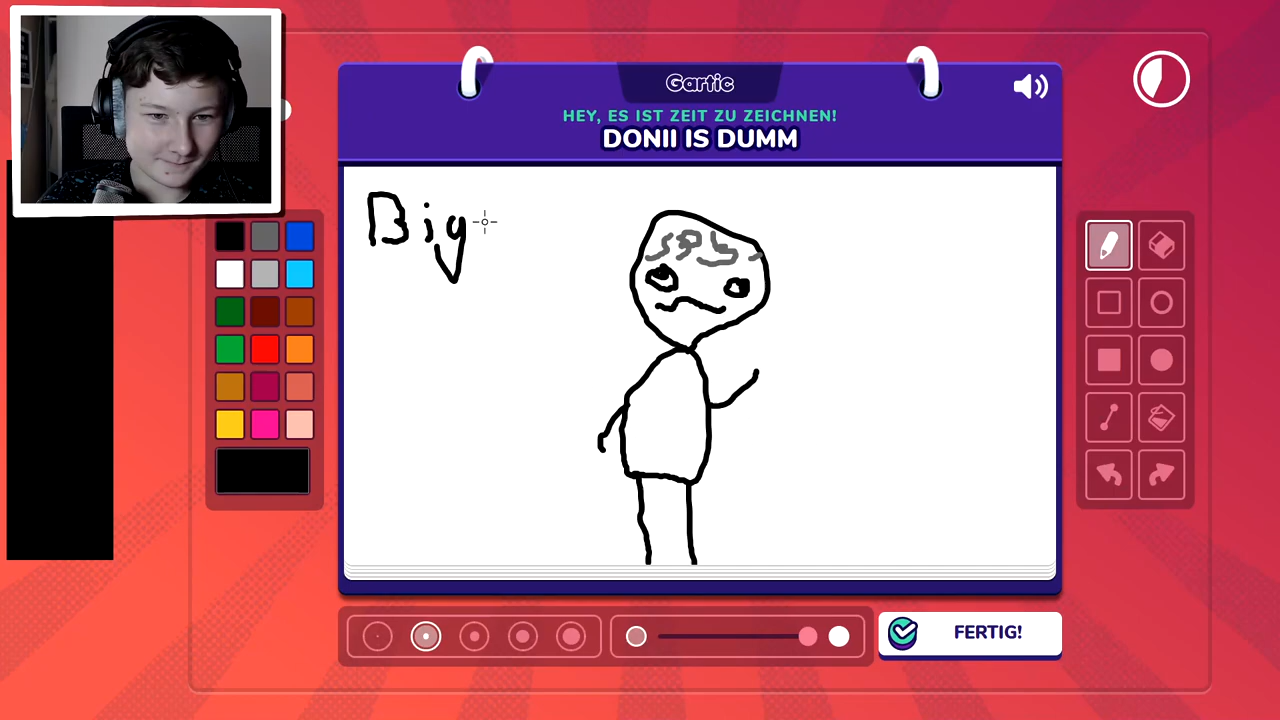 Gartic
HEY, ES IST ZEIT ZU ZEICHNEN!
DONII IS DUMM
Big
FERTIG!